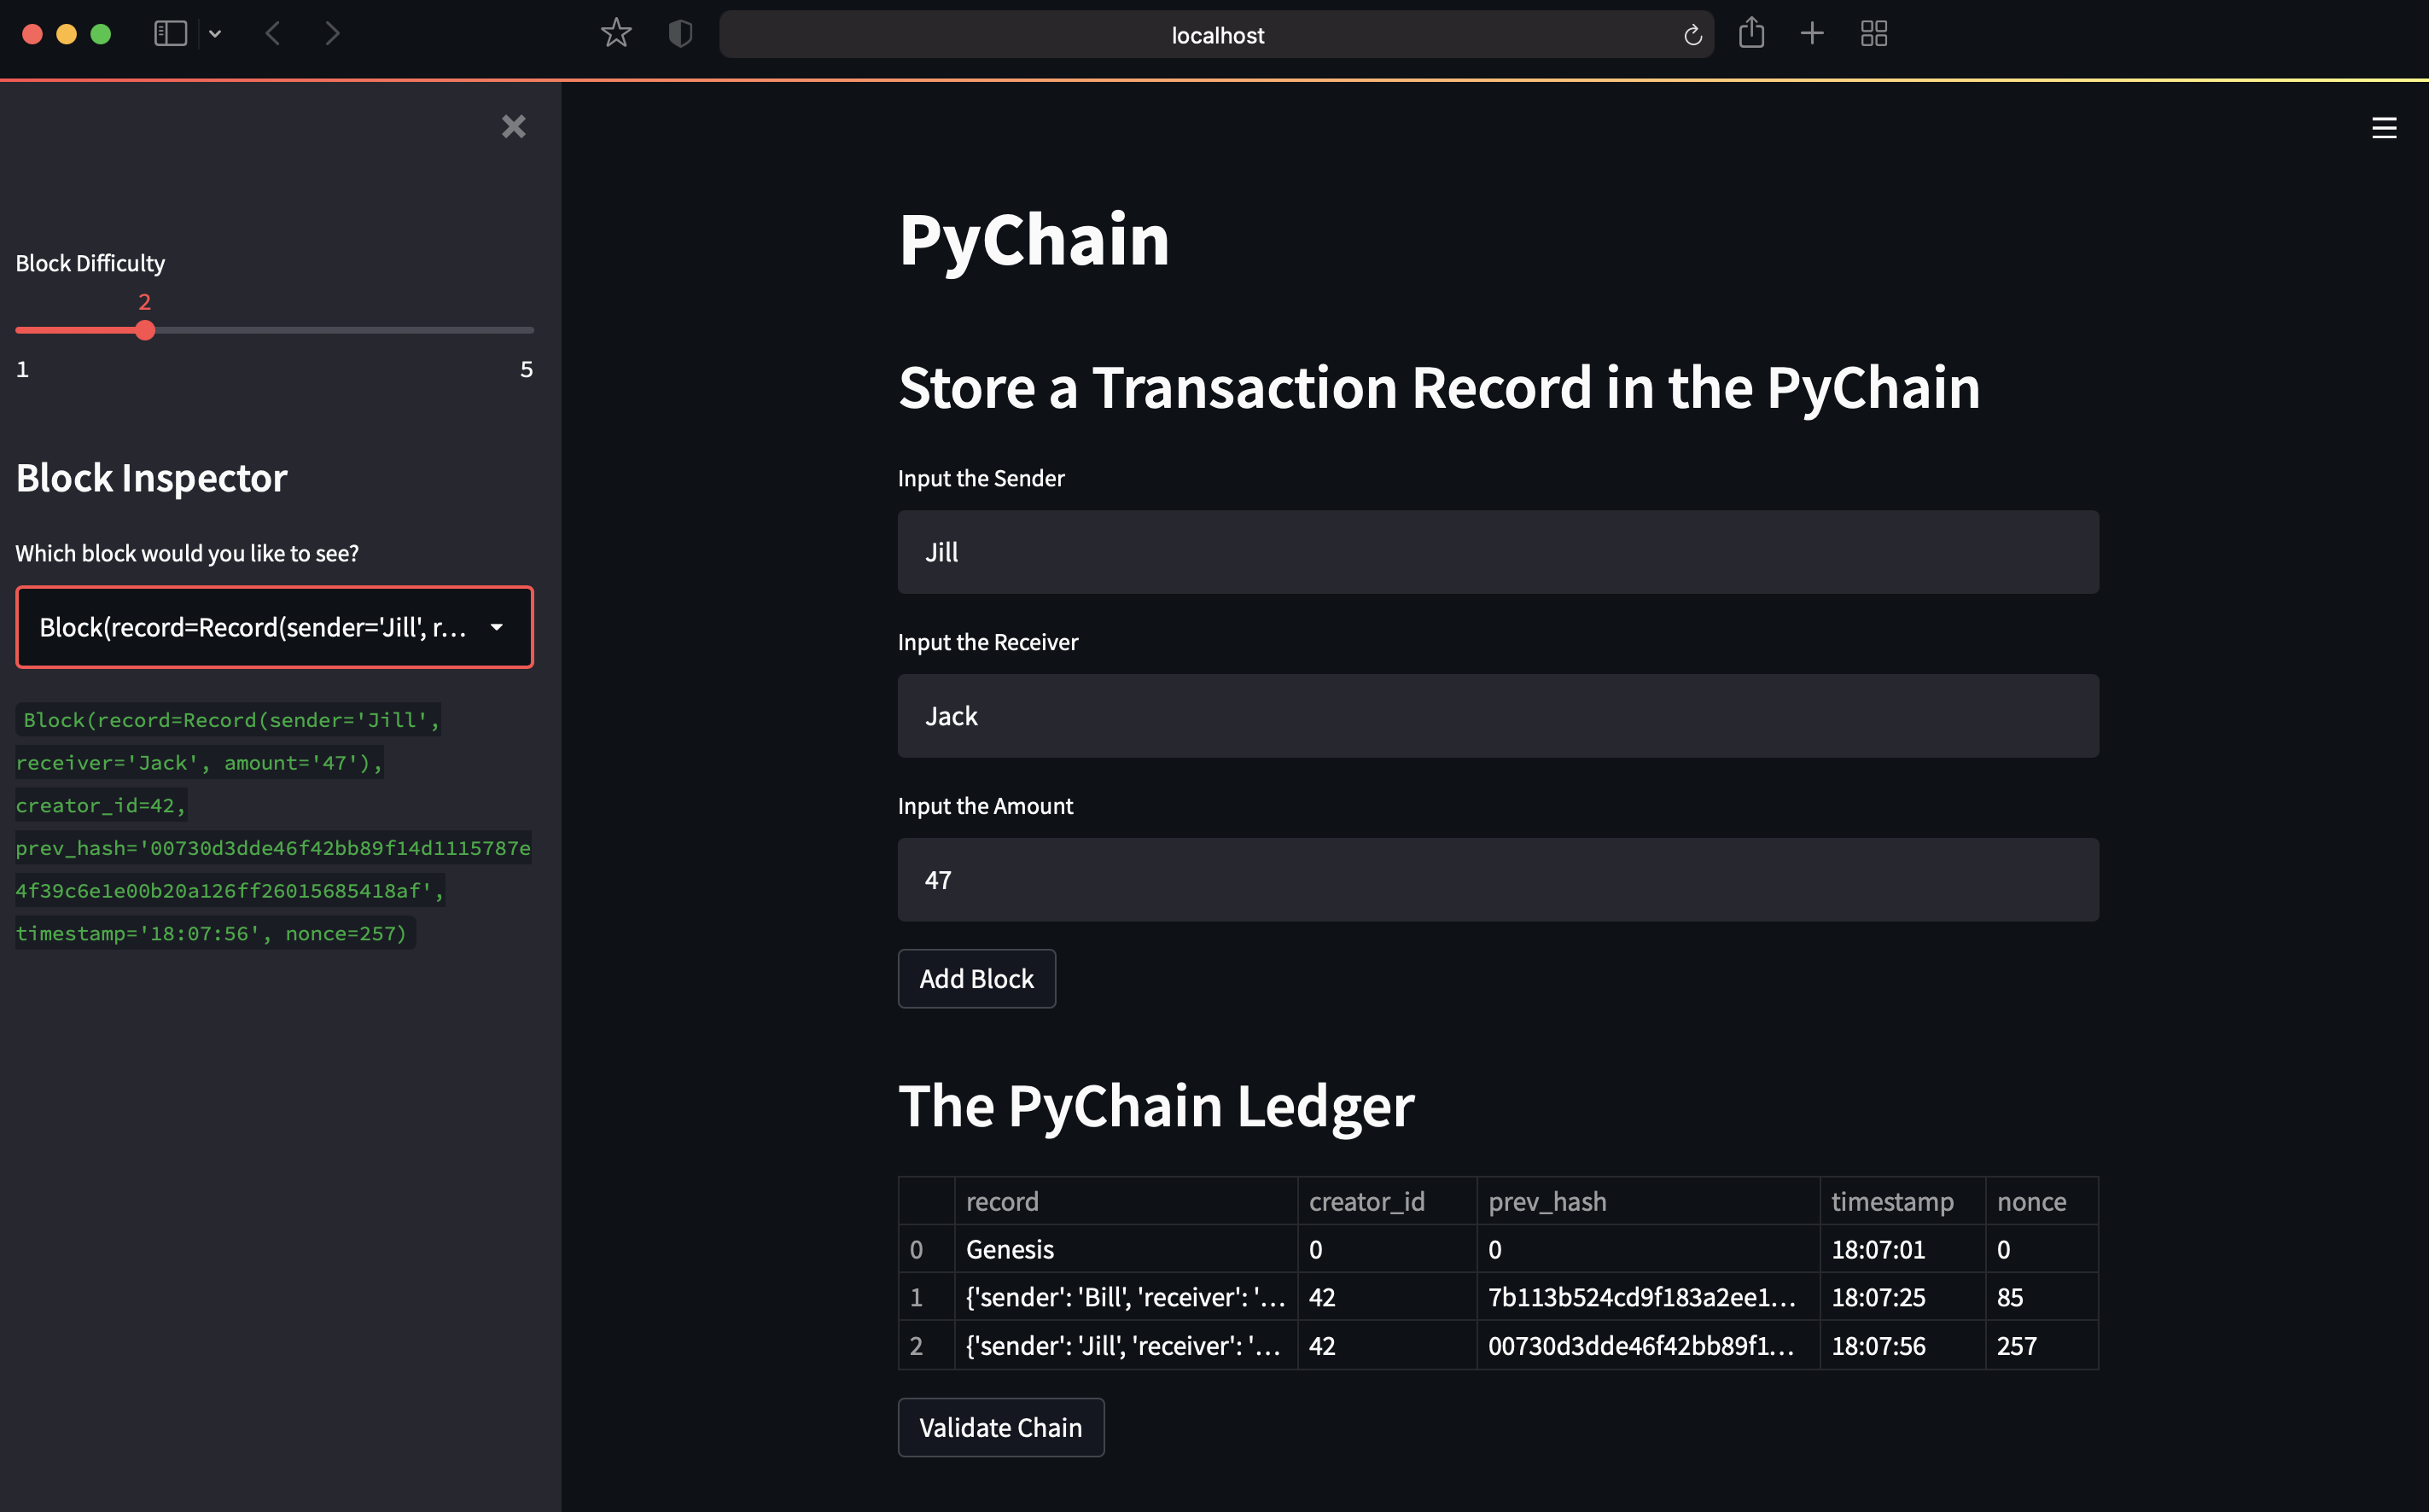 localhost
Block Difficulty
2
1 5
Block Inspector
Which block would you like to see?
Block(record=Record(sender='Jill', r...
Block(record=Record(sender='Jill',
receiver='Jack', amount='47'),
creator_id=42,
prev_hash='00730d3dde46f42bb89f14d1115787e
4f39c6e1e00b20a126ff26015685418af',
timestamp='18:07:56', nonce=257)
PyChain
Store a Transaction Record in the PyChain
Input the Sender
Jill
Input the Receiver
Jack
Input the Amount
47
Add Block
The PyChain Ledger
record creator_id prev_hash timestamp nonce
0 Genesis 0 0 18:07:01 0
1 {'sender': 'Bill', 'receiver': '... 42 7b113b524cd9f183a2ee1... 18:07:25 85
2 {'sender': 'Jill', 'receiver': '... 42 00730d3dde46f42bb89f1... 18:07:56 257
Validate Chain